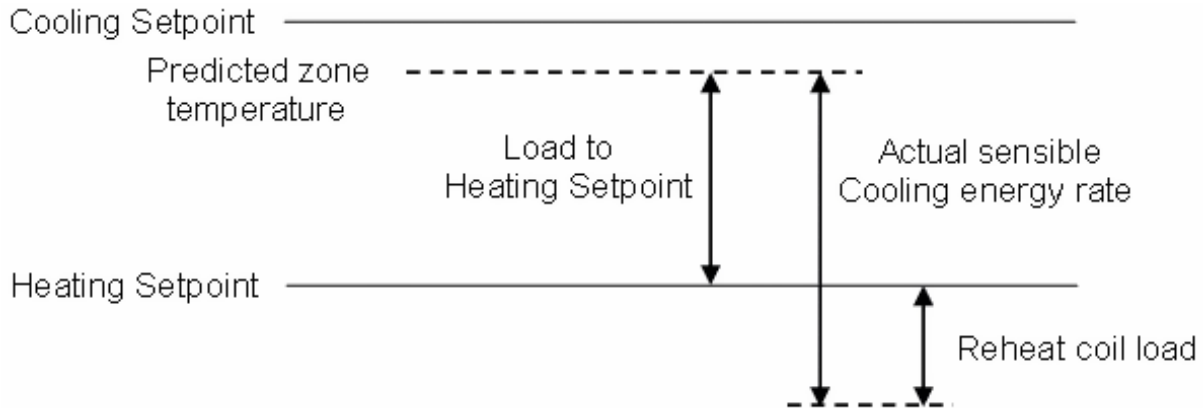 Cooling Setpoint
Predicted zone
temperature
Load to
Heating Setpoint
Actual sensible
Cooling energy rate
Heating Setpoint
Reheat coil load